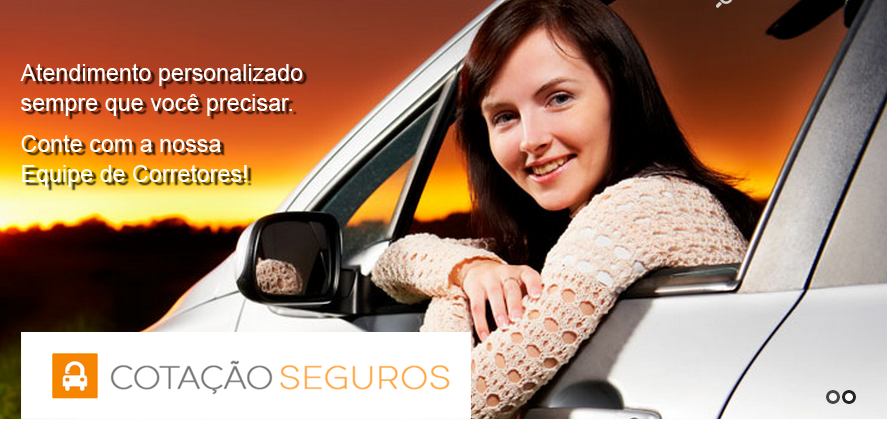 Atendimento personalizado
sempre que você precisar.
Conte com a nossa
Equipe de Corretores!
COTAÇÃO SEGUROS